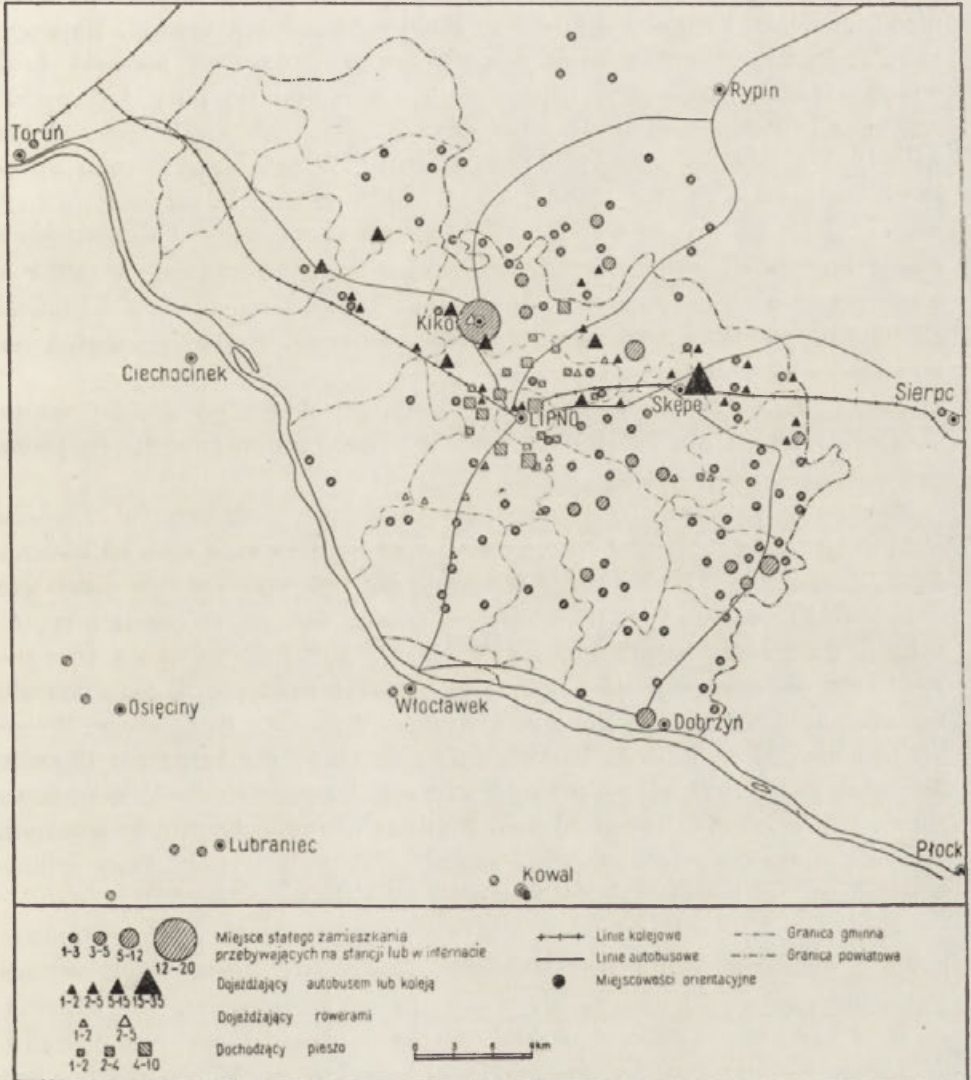 Rypin
Toruń
Kikoł
Ciechocinek
Sierpc
Skępe
LIPNO
Włocławek
Osięciny
Dobrzyń
Lubraniec
Płock
Kowal
1-3 3-5 5-12 12-20
Miejsce stałego zamieszkania
przebywających na stancji lub w internacie
1-2 2-5 5-15 15-35
Dojeżdżający autobusem lub koleją
1-2 2-5
Dojeżdżający rowerami
1-2 2-4 4-10
Dochodzący pieszo
Linie kolejowe
Linie autobusowe
Miejscowości orientacyjne
Granica gminna
Granica powiatowa
0 3 6 9km